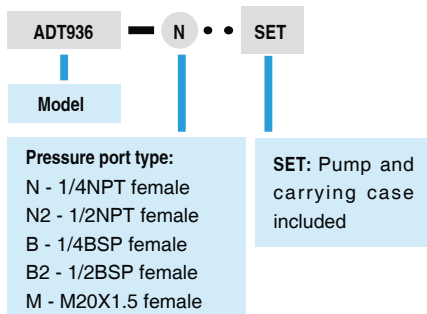 ADT936 — N • • SET
Model
Pressure port type:
N - 1/4NPT female
N2 - 1/2NPT female
B - 1/4BSP female
B2 - 1/2BSP female
M - M20X1.5 female
SET: Pump and
carrying case
included